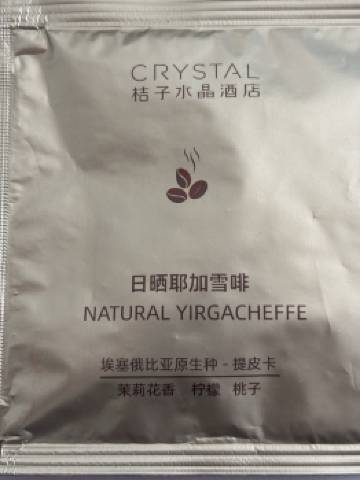 CRYSTAL
桔子水晶酒店
日晒耶加雪啡
NATURAL YIRGACHEFFE
埃塞俄比亚原生种 - 提皮卡
茉莉花香 柠檬 桃子